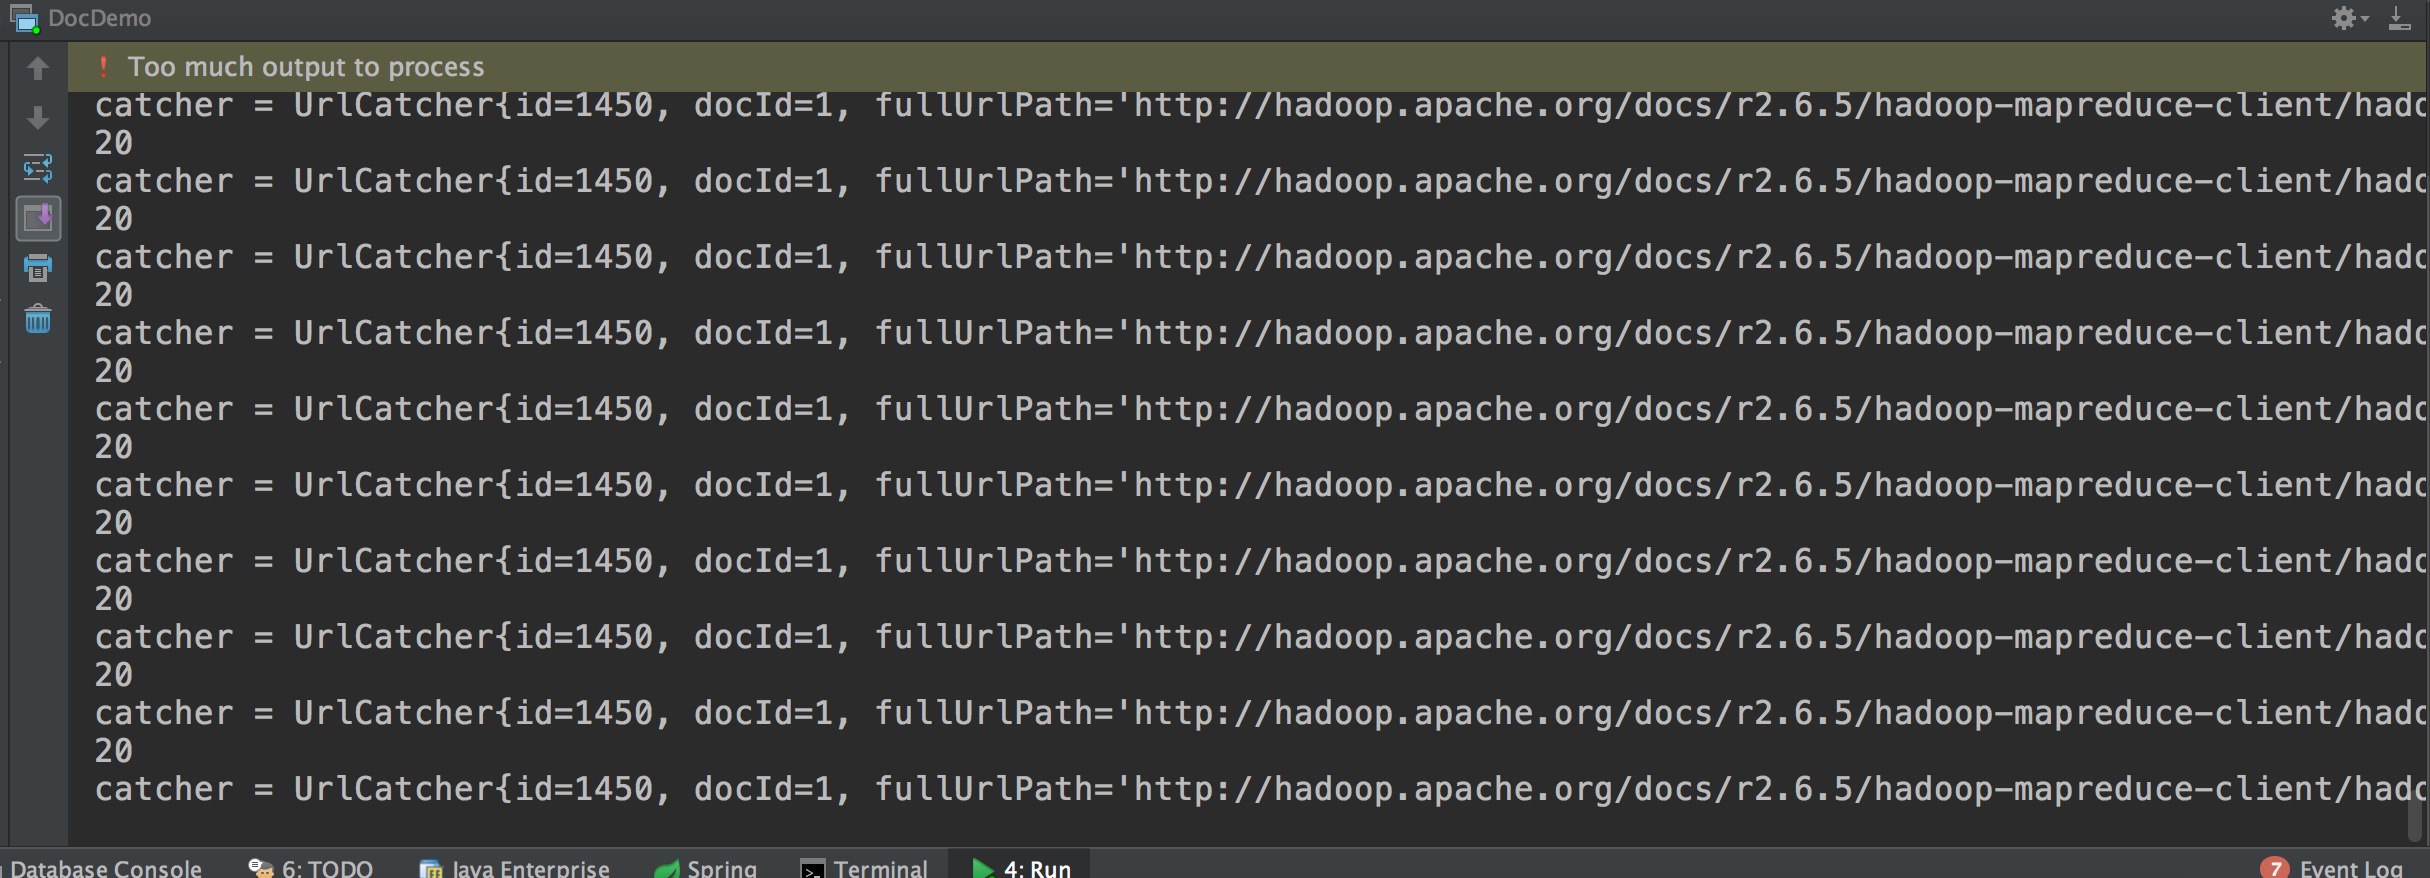 DocDemo
Too much output to process
catcher = UrlCatcher{id=1450, docId=1, fullUrlPath='http://hadoop.apache.org/docs/r2.6.5/hadoop-mapreduce-client/hado
20
catcher = UrlCatcher{id=1450, docId=1, fullUrlPath='http://hadoop.apache.org/docs/r2.6.5/hadoop-mapreduce-client/hado
20
catcher = UrlCatcher{id=1450, docId=1, fullUrlPath='http://hadoop.apache.org/docs/r2.6.5/hadoop-mapreduce-client/hado
20
catcher = UrlCatcher{id=1450, docId=1, fullUrlPath='http://hadoop.apache.org/docs/r2.6.5/hadoop-mapreduce-client/hado
20
catcher = UrlCatcher{id=1450, docId=1, fullUrlPath='http://hadoop.apache.org/docs/r2.6.5/hadoop-mapreduce-client/hado
20
catcher = UrlCatcher{id=1450, docId=1, fullUrlPath='http://hadoop.apache.org/docs/r2.6.5/hadoop-mapreduce-client/hado
20
catcher = UrlCatcher{id=1450, docId=1, fullUrlPath='http://hadoop.apache.org/docs/r2.6.5/hadoop-mapreduce-client/hado
20
catcher = UrlCatcher{id=1450, docId=1, fullUrlPath='http://hadoop.apache.org/docs/r2.6.5/hadoop-mapreduce-client/hado
20
catcher = UrlCatcher{id=1450, docId=1, fullUrlPath='http://hadoop.apache.org/docs/r2.6.5/hadoop-mapreduce-client/hado
20
catcher = UrlCatcher{id=1450, docId=1, fullUrlPath='http://hadoop.apache.org/docs/r2.6.5/hadoop-mapreduce-client/hado
Database Console 6: TODO Java Enterprise Spring Terminal 4: Run 7 Event Log